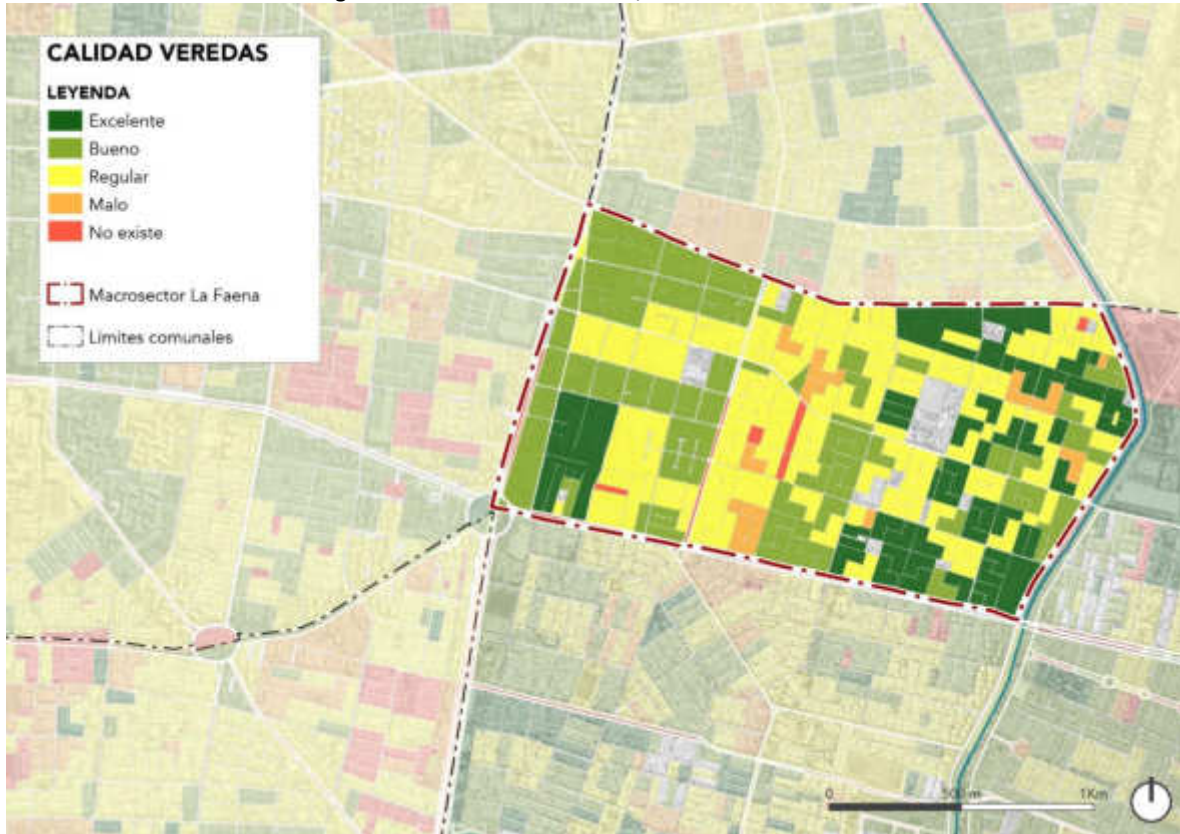 CALIDAD VEREDAS
LEYENDA
Excelente
Bueno
Regular
Malo
No existe
Macrosector La Faena
Límites comunales
0 500 m 1Km